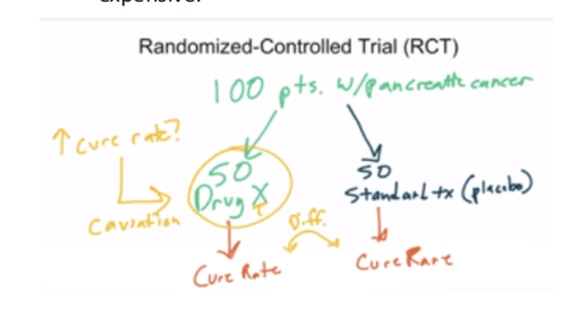 expensive.
Randomized-Controlled Trial (RCT)
100 pts. w/pancreatic cancer
↑ Cure rate?
50
Drug X
50
Standard tx (placebo)
Causation
Diff.
Cure Rate
Cure Rate